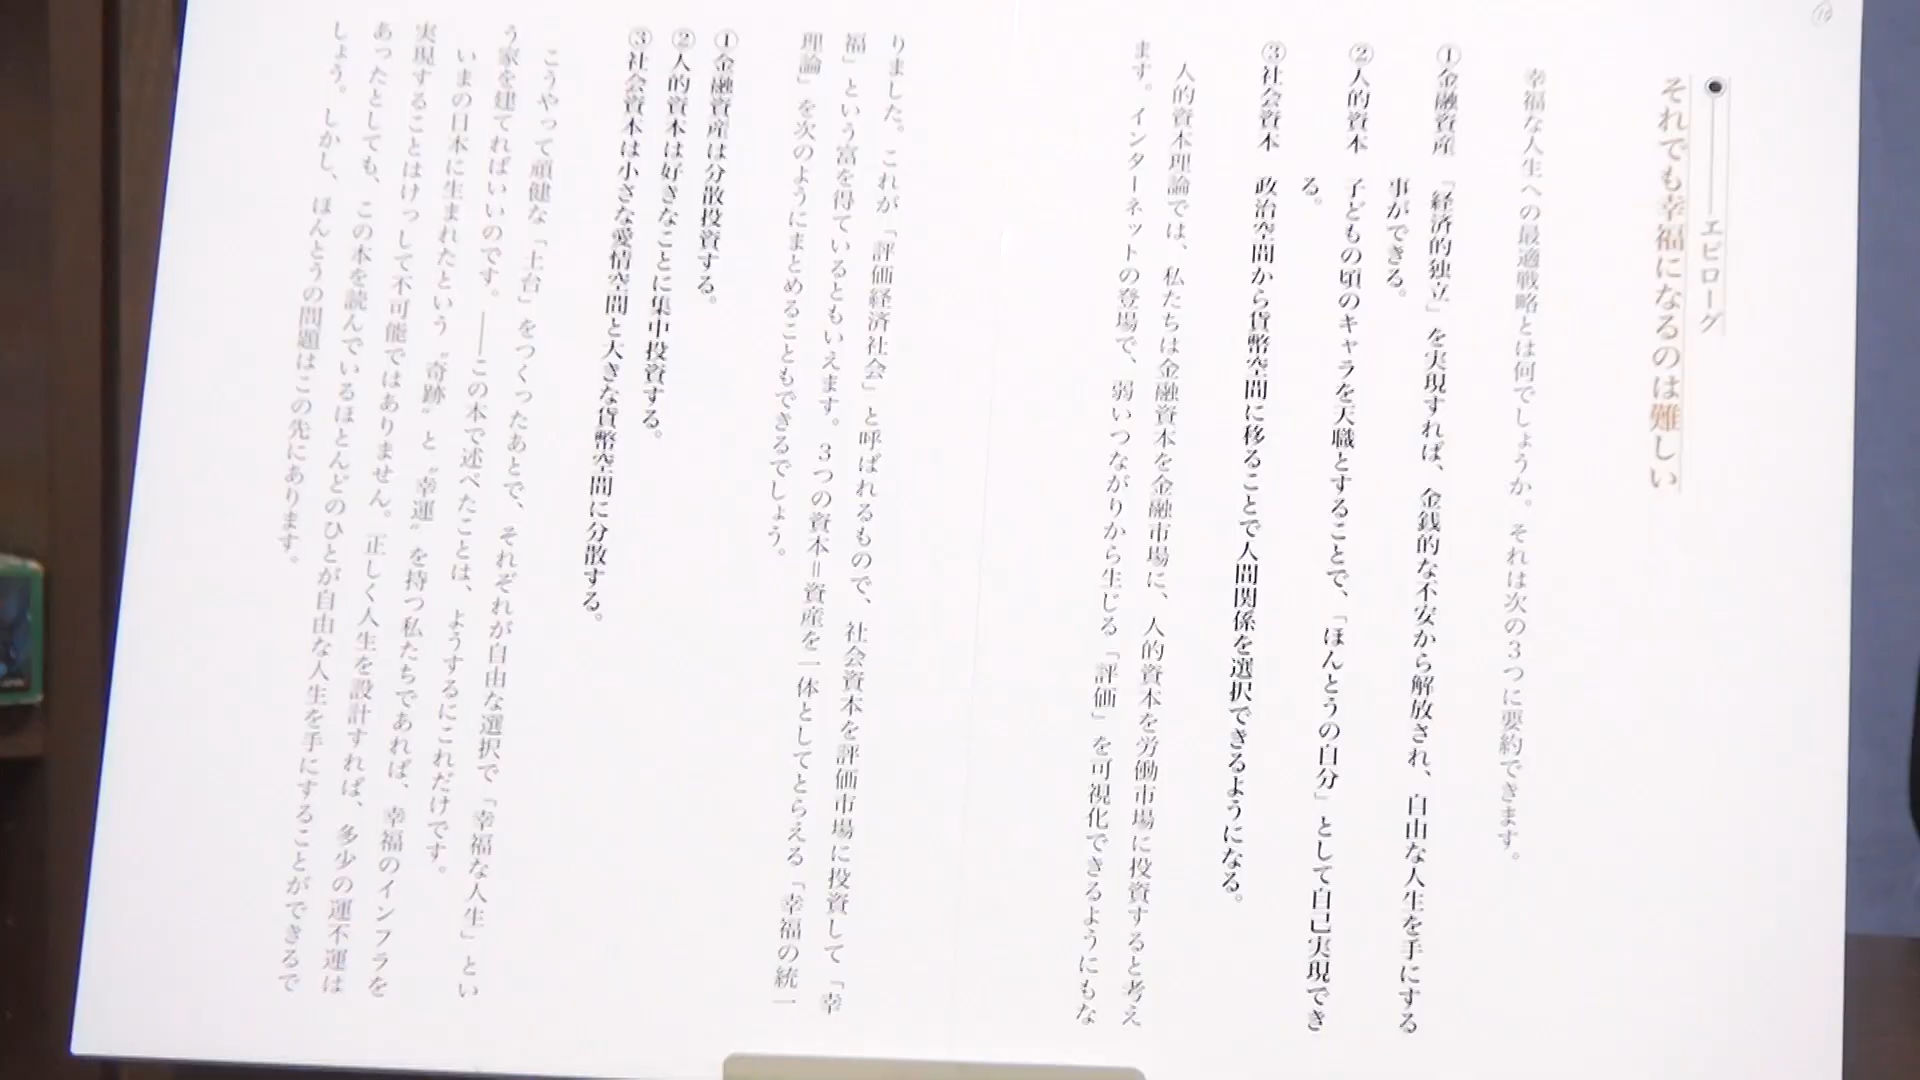 エピローグ
それでも幸福になるのは難しい
幸福な人生への最適戦略とは何でしょうか。それは次の3つに要約できます。
①金融資産 「経済的独立」を実現すれば、金銭的な不安から解放され、自由な人生を手にする
事ができる。
②人的資本 子どもの頃のキャラを天職とすることで、「ほんとうの自分」として自己実現でき
る。
③社会資本 政治空間から貨幣空間に移ることで人間関係を選択できるようになる。
人的資本理論では、私たちは金融資本を金融市場に、人的資本を労働市場に投資すると考え
ます。インターネットの登場で、弱いつながりから生じる「評価」を可視化できるようにもな
りました。これが「評価経済社会」と呼ばれるもので、社会資本を評価市場に投資して「幸
福」という富を得ているともいえます。3つの資本=資産を一体としてとらえる「幸福の統一
理論」を次のようにまとめることもできるでしょう。
①金融資産は分散投資する。
②人的資本は好きなことに集中投資する。
③社会資本は小さな愛情空間と大きな貨幣空間に分散する。
こうやって頑健な「土台」をつくったあとで、それぞれが自由な選択で「幸福な人生」とい
う家を建てればいいのです。――この本で述べたことは、ようするにこれだけです。
いまの日本に生まれたという〝奇跡〟と〝幸運〟を持つ私たちであれば、幸福のインフラを
実現することはけっして不可能ではありません。正しく人生を設計すれば、多少の運不運は
あったとしても、この本を読んでいるほとんどのひとが自由な人生を手にすることができるで
しょう。しかし、ほんとうの問題はこの先にあります。